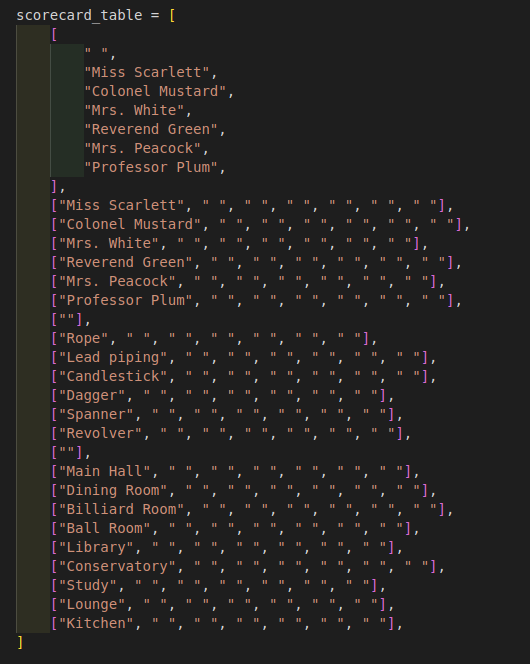 scorecard_table = [
    [
        " ",
        "Miss Scarlett",
        "Colonel Mustard",
        "Mrs. White",
        "Reverend Green",
        "Mrs. Peacock",
        "Professor Plum",
    ],
    ["Miss Scarlett", " ", " ", " ", " ", " ", " "],
    ["Colonel Mustard", " ", " ", " ", " ", " ", " "],
    ["Mrs. White", " ", " ", " ", " ", " ", " "],
    ["Reverend Green", " ", " ", " ", " ", " ", " "],
    ["Mrs. Peacock", " ", " ", " ", " ", " ", " "],
    ["Professor Plum", " ", " ", " ", " ", " ", " "],
    [""],
    ["Rope", " ", " ", " ", " ", " ", " "],
    ["Lead piping", " ", " ", " ", " ", " ", " "],
    ["Candlestick", " ", " ", " ", " ", " ", " "],
    ["Dagger", " ", " ", " ", " ", " ", " "],
    ["Spanner", " ", " ", " ", " ", " ", " "],
    ["Revolver", " ", " ", " ", " ", " ", " "],
    [""],
    ["Main Hall", " ", " ", " ", " ", " ", " "],
    ["Dining Room", " ", " ", " ", " ", " ", " "],
    ["Billiard Room", " ", " ", " ", " ", " ", " "],
    ["Ball Room", " ", " ", " ", " ", " ", " "],
    ["Library", " ", " ", " ", " ", " ", " "],
    ["Conservatory", " ", " ", " ", " ", " ", " "],
    ["Study", " ", " ", " ", " ", " ", " "],
    ["Lounge", " ", " ", " ", " ", " ", " "],
    ["Kitchen", " ", " ", " ", " ", " ", " "],
]